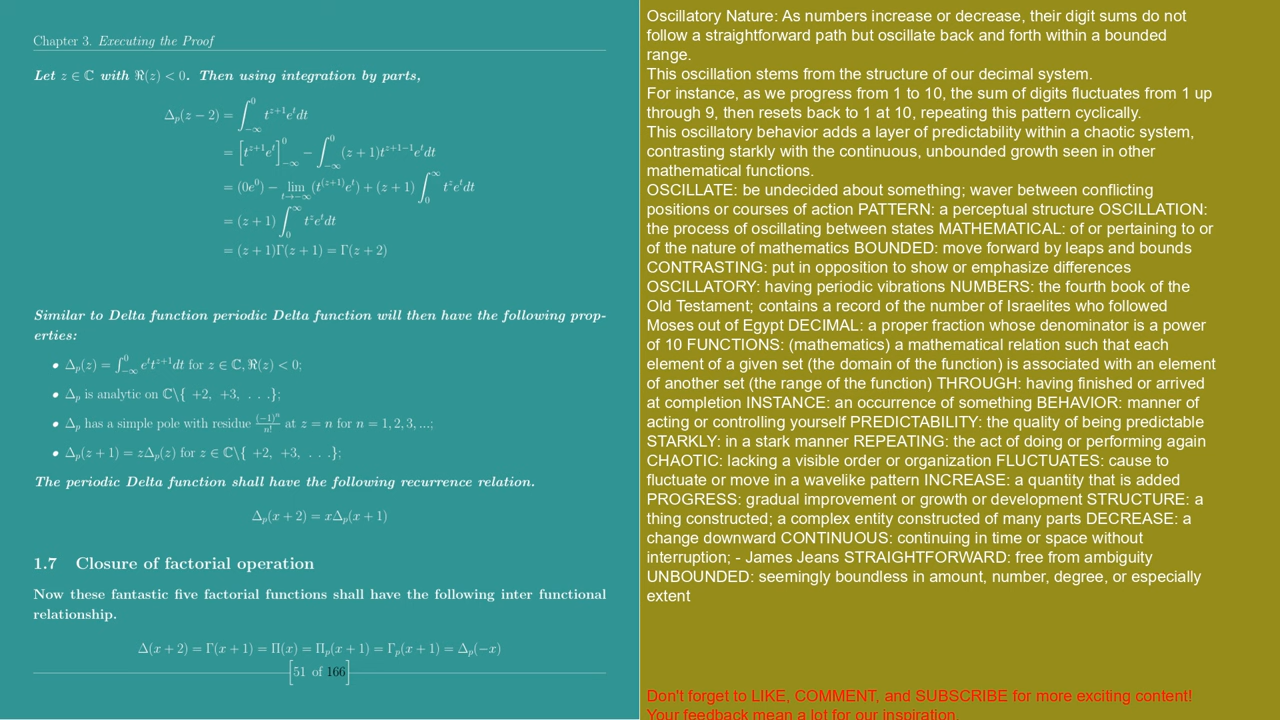 Chapter 3. Executing the Proof
Let z ∈ ℂ with ℜ(z) < 0. Then using integration by parts,
Δ_p(z − 2) = ∫_{−∞}^{0} t^{z+1}e^t dt
= [t^{z+1}e^t]_{−∞}^{0} − ∫_{−∞}^{0} (z + 1)t^{z+1−1}e^t dt
= (0e^0) − lim_{t→−∞}(t^{(z+1)}e^t) + (z + 1) ∫_{0}^{∞} t^z e^t dt
= (z + 1) ∫_{0}^{∞} t^z e^t dt
= (z + 1)Γ(z + 1) = Γ(z + 2)
Similar to Delta function periodic Delta function will then have the following prop-
erties:
• Δ_p(z) = ∫_{−∞}^{0} e^t t^{z+1}dt for z ∈ ℂ, ℜ(z) < 0;
• Δ_p is analytic on ℂ\{ +2, +3, . . .};
• Δ_p has a simple pole with residue (−1)^n/n! at z = n for n = 1, 2, 3, ...;
• Δ_p(z + 1) = zΔ_p(z) for z ∈ ℂ\{ +2, +3, . . .};
The periodic Delta function shall have the following recurrence relation.
Δ_p(x + 2) = xΔ_p(x + 1)
1.7 Closure of factorial operation
Now these fantastic five factorial functions shall have the following inter functional
relationship.
Δ(x + 2) = Γ(x + 1) = Π(x) = Π_p(x + 1) = Γ_p(x + 1) = Δ_p(−x)
[51 of 166]
Oscillatory Nature: As numbers increase or decrease, their digit sums do not
follow a straightforward path but oscillate back and forth within a bounded
range.
This oscillation stems from the structure of our decimal system.
For instance, as we progress from 1 to 10, the sum of digits fluctuates from 1 up
through 9, then resets back to 1 at 10, repeating this pattern cyclically.
This oscillatory behavior adds a layer of predictability within a chaotic system,
contrasting starkly with the continuous, unbounded growth seen in other
mathematical functions.
OSCILLATE: be undecided about something; waver between conflicting
positions or courses of action PATTERN: a perceptual structure OSCILLATION:
the process of oscillating between states MATHEMATICAL: of or pertaining to or
of the nature of mathematics BOUNDED: move forward by leaps and bounds
CONTRASTING: put in opposition to show or emphasize differences
OSCILLATORY: having periodic vibrations NUMBERS: the fourth book of the
Old Testament; contains a record of the number of Israelites who followed
Moses out of Egypt DECIMAL: a proper fraction whose denominator is a power
of 10 FUNCTIONS: (mathematics) a mathematical relation such that each
element of a given set (the domain of the function) is associated with an element
of another set (the range of the function) THROUGH: having finished or arrived
at completion INSTANCE: an occurrence of something BEHAVIOR: manner of
acting or controlling yourself PREDICTABILITY: the quality of being predictable
STARKLY: in a stark manner REPEATING: the act of doing or performing again
CHAOTIC: lacking a visible order or organization FLUCTUATES: cause to
fluctuate or move in a wavelike pattern INCREASE: a quantity that is added
PROGRESS: gradual improvement or growth or development STRUCTURE: a
thing constructed; a complex entity constructed of many parts DECREASE: a
change downward CONTINUOUS: continuing in time or space without
interruption; - James Jeans STRAIGHTFORWARD: free from ambiguity
UNBOUNDED: seemingly boundless in amount, number, degree, or especially
extent
Don't forget to LIKE, COMMENT, and SUBSCRIBE for more exciting content!
Your feedback mean a lot for our inspiration.